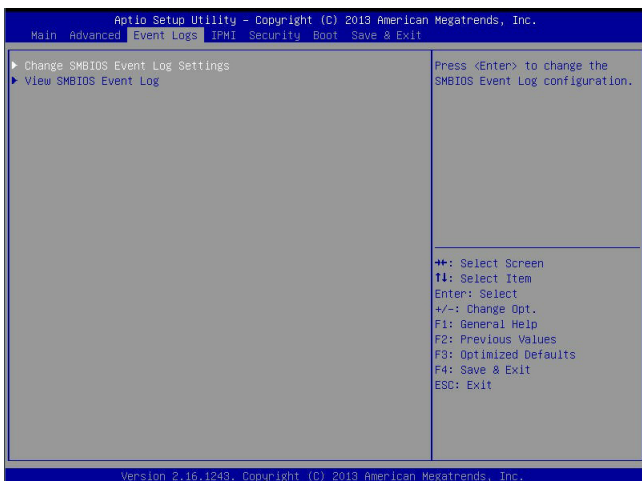 Aptio Setup Utility – Copyright (C) 2013 American Megatrends, Inc.
Main Advanced Event Logs IPMI Security Boot Save & Exit
▶ Change SMBIOS Event Log Settings
▶ View SMBIOS Event Log
Press <Enter> to change the
SMBIOS Event Log configuration.
→←: Select Screen
↑↓: Select Item
Enter: Select
+/-: Change Opt.
F1: General Help
F2: Previous Values
F3: Optimized Defaults
F4: Save & Exit
ESC: Exit
Version 2.16.1243. Copyright (C) 2013 American Megatrends, Inc.